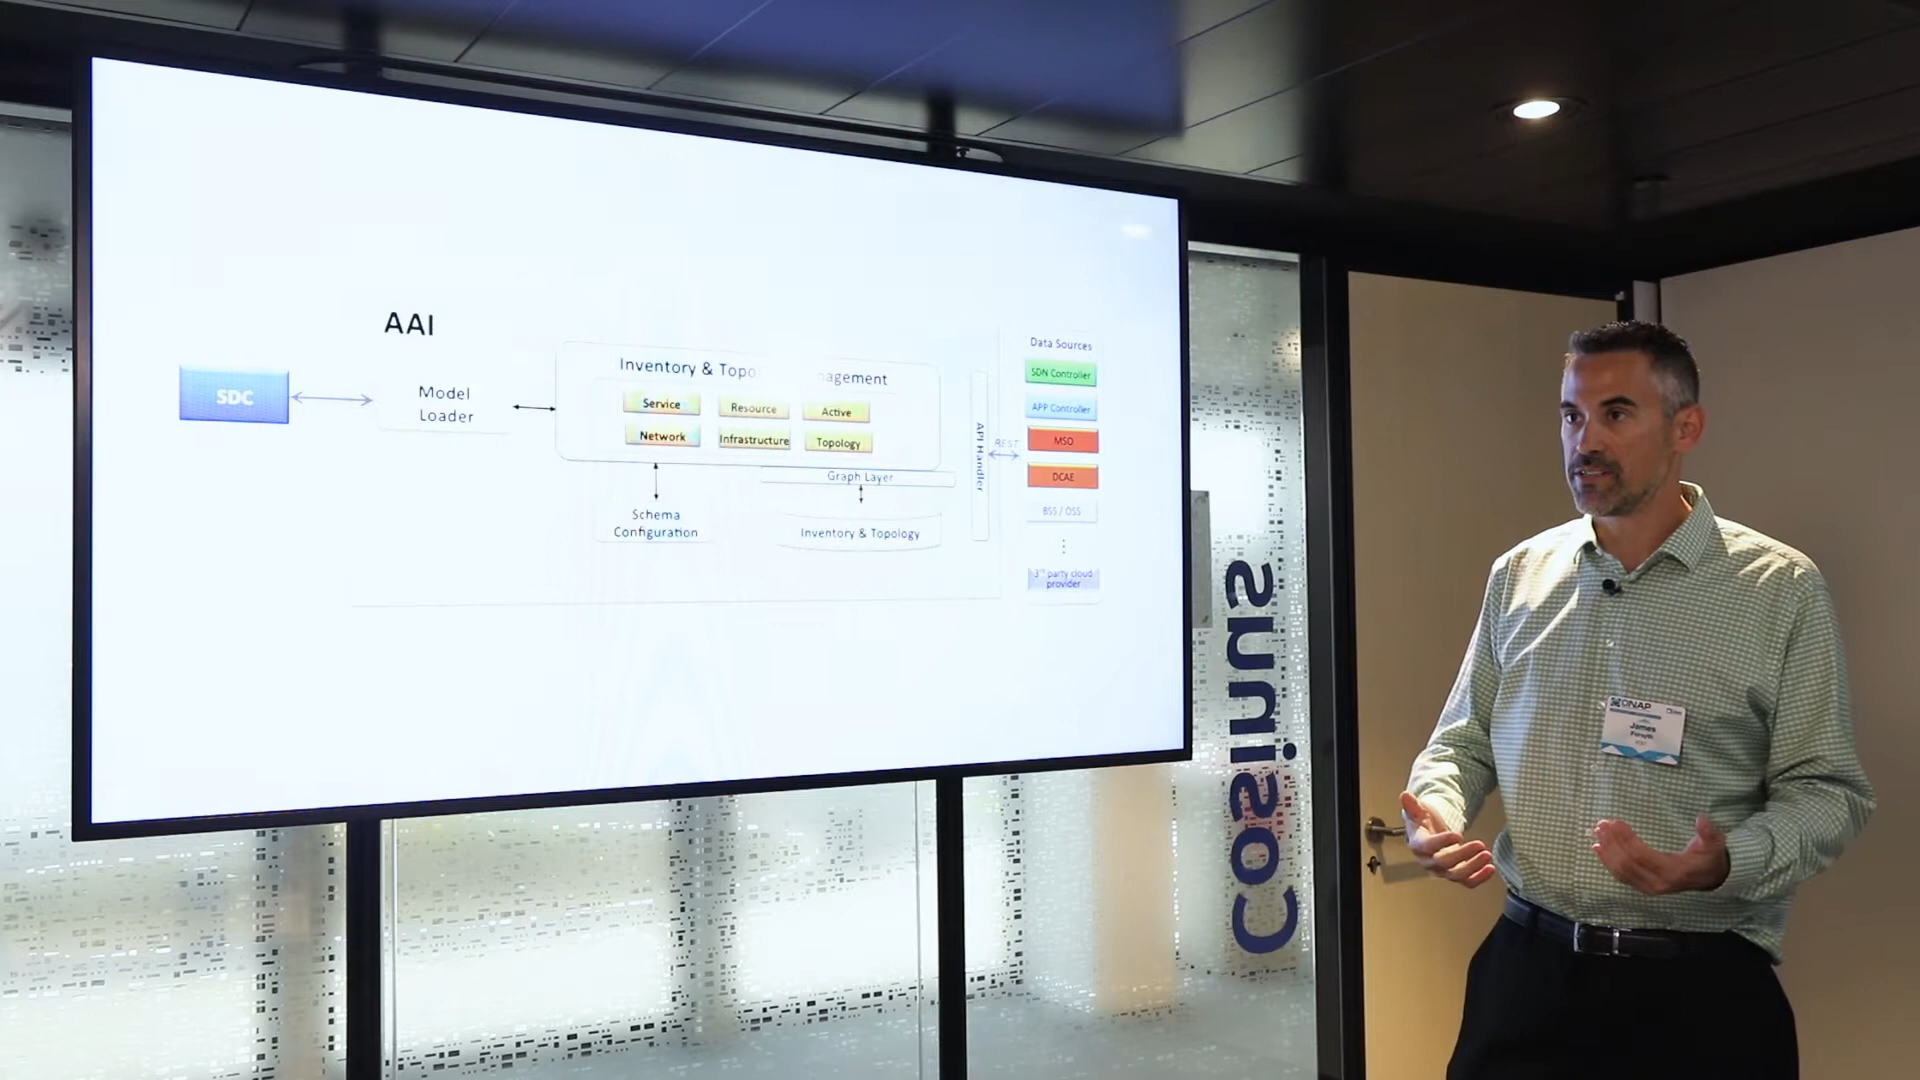 AAI
SDC
Model
Loader
Inventory & Topo agement
Service
Resource
Active
Network
Infrastructure
Topology
Graph Layer
Schema
Configuration
Inventory & Topology
API Handler
REST
Data Sources
SDN Controller
APP Controller
MSO
DCAE
BSS / OSS
3rd party cloud
provider
Cosinus
ONAP
James
Forsyth